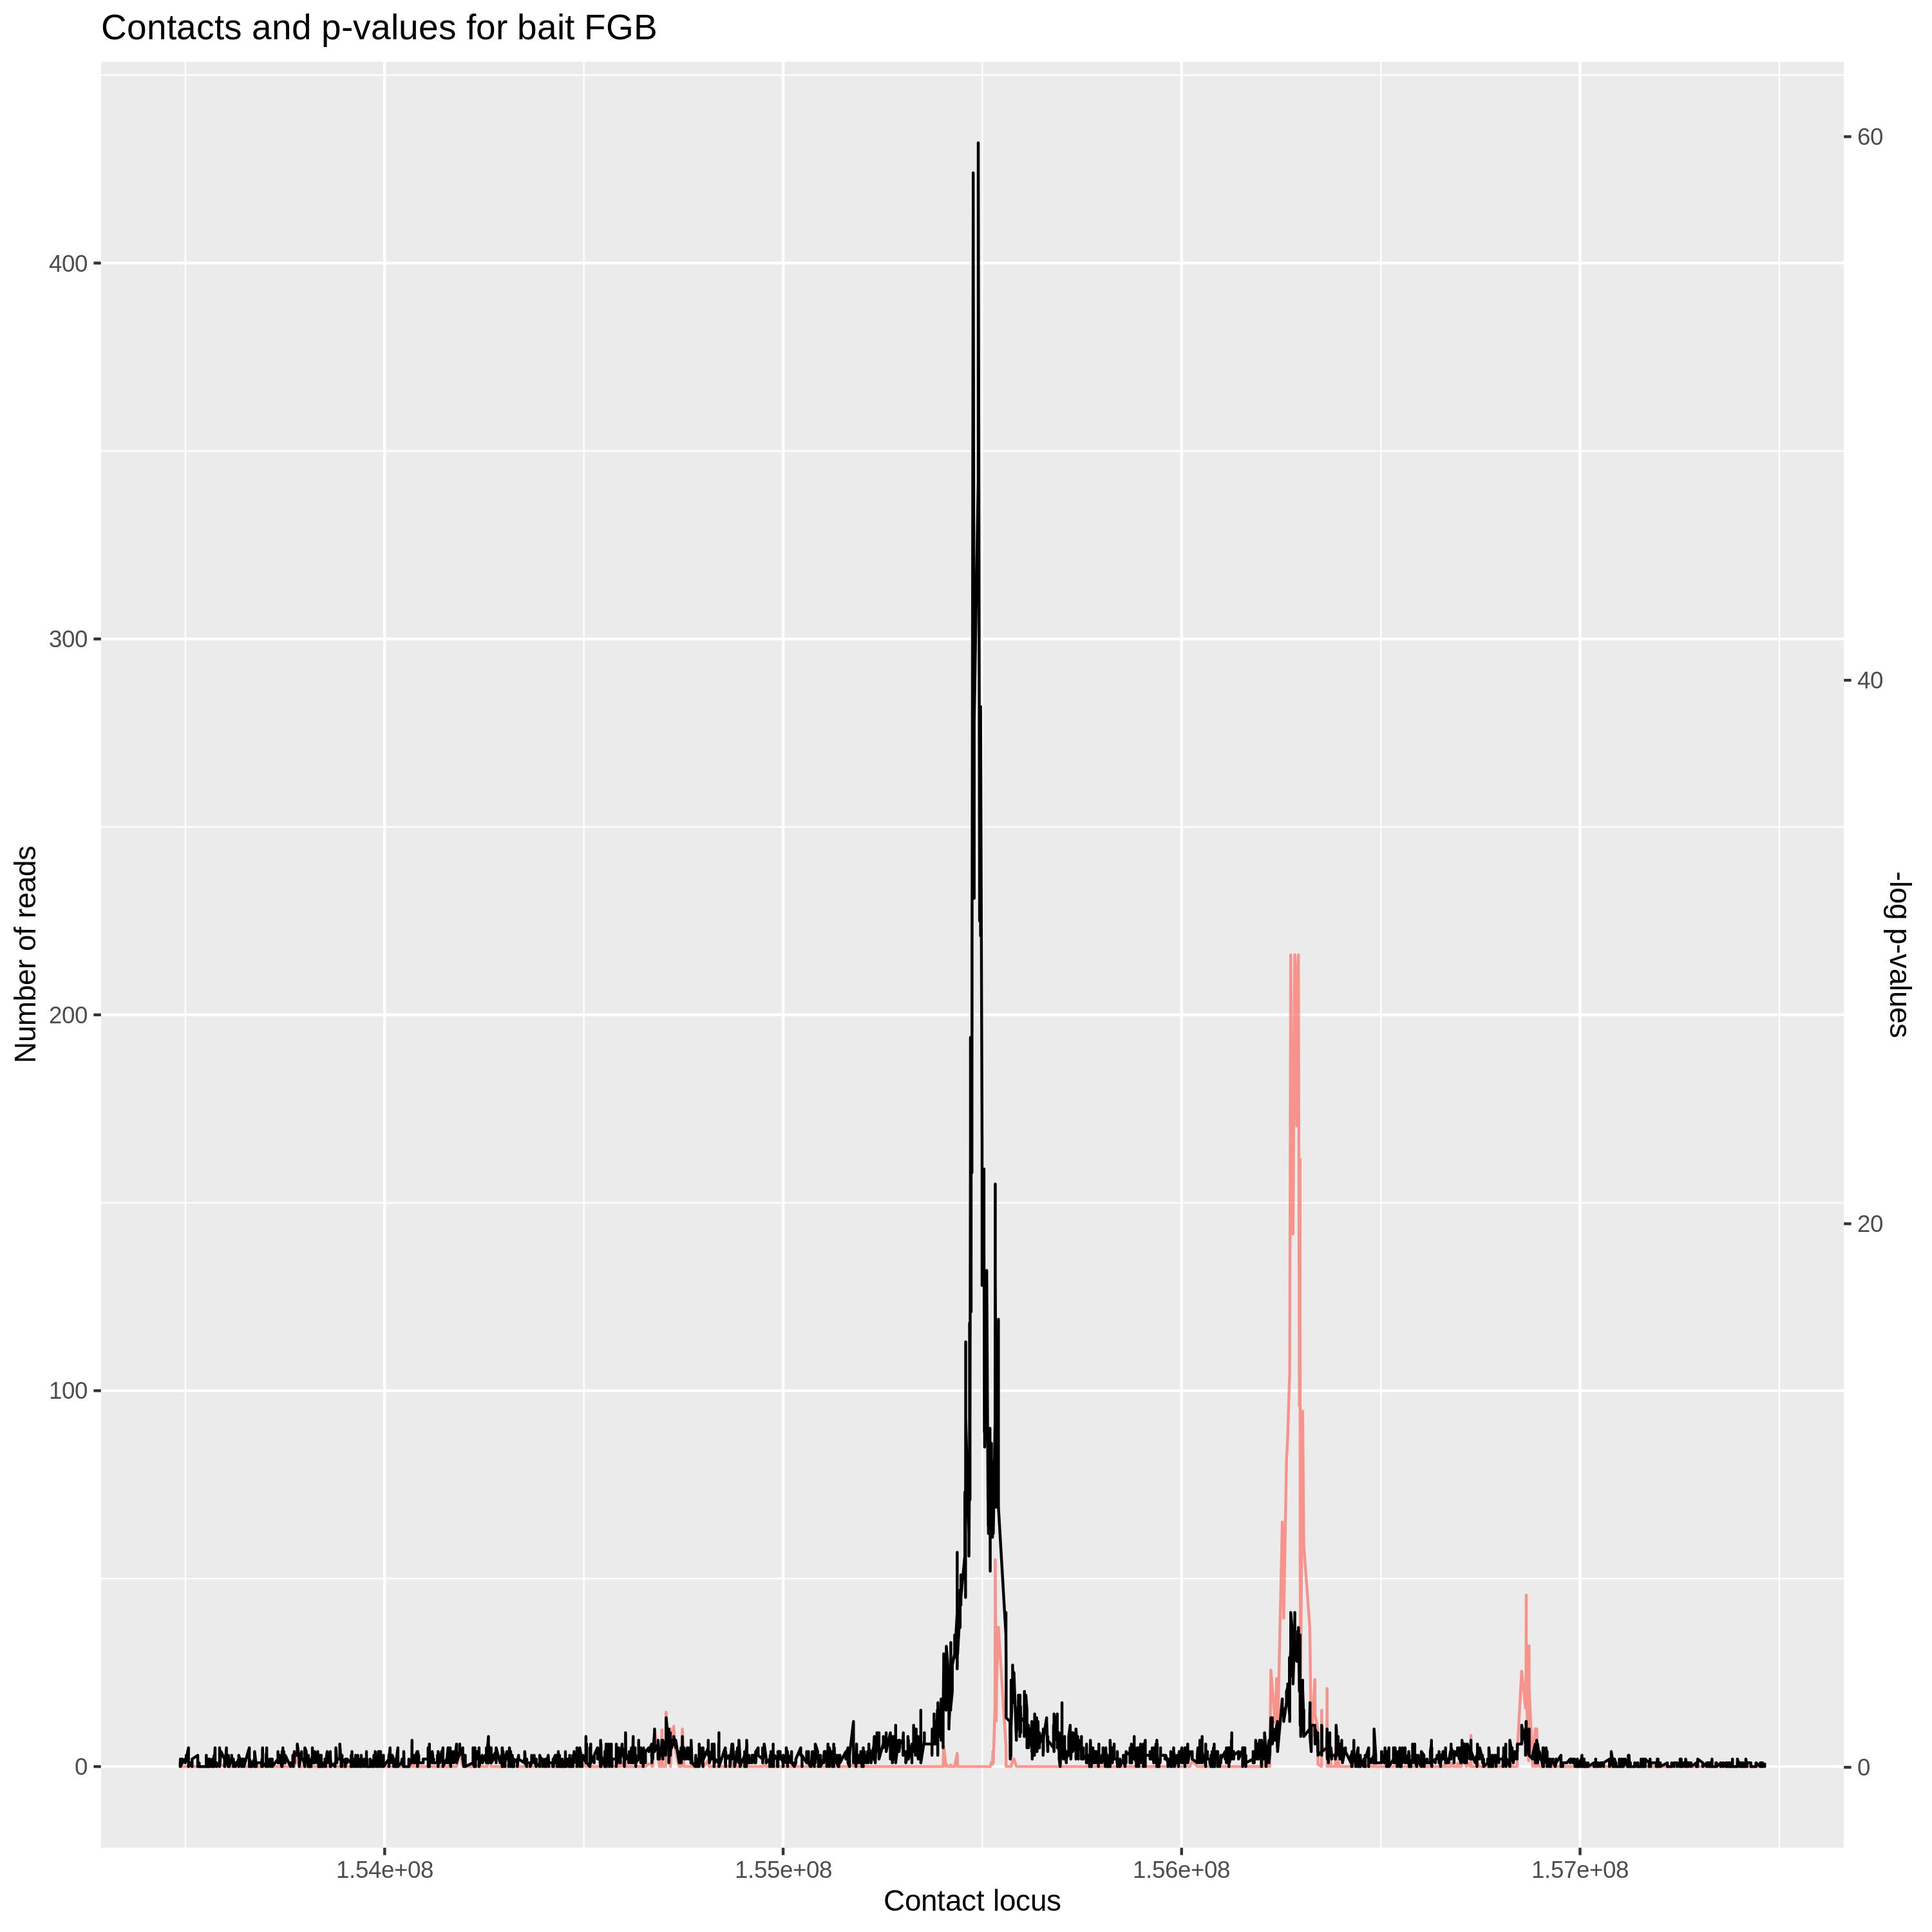 Contacts and p-values for bait FGB
400
300
200
100
0
Number of reads
60
40
20
0
-log p-values
1.54e+08
1.55e+08
1.56e+08
1.57e+08
Contact locus